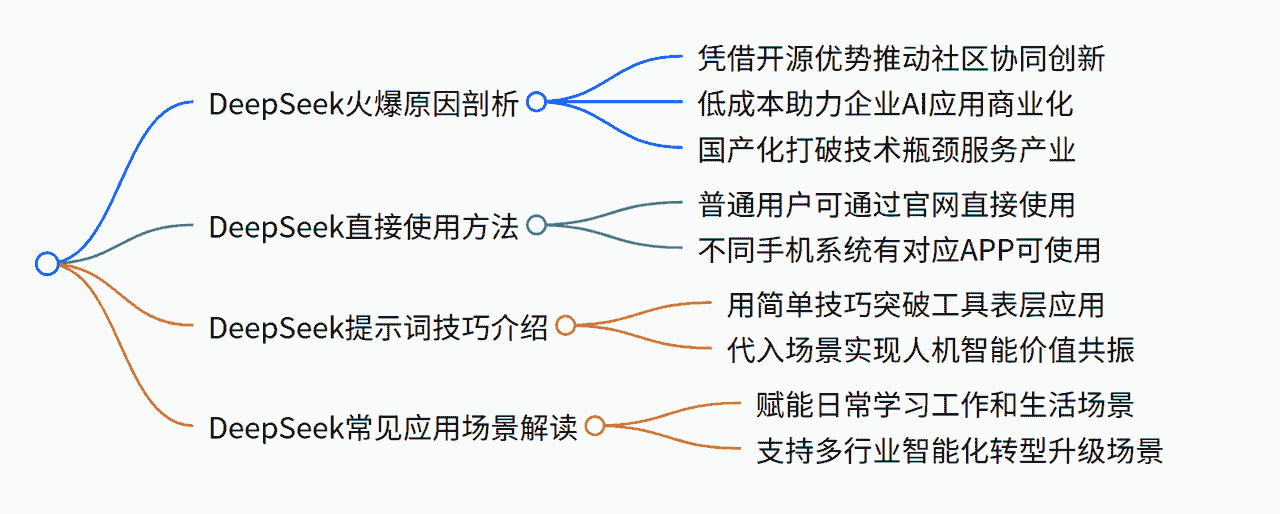 DeepSeek火爆原因剖析
凭借开源优势推动社区协同创新
低成本助力企业AI应用商业化
国产化打破技术瓶颈服务产业
DeepSeek直接使用方法
普通用户可通过官网直接使用
不同手机系统有对应APP可使用
DeepSeek提示词技巧介绍
用简单技巧突破工具表层应用
代入场景实现人机智能价值共振
DeepSeek常见应用场景解读
赋能日常学习工作和生活场景
支持多行业智能化转型升级场景